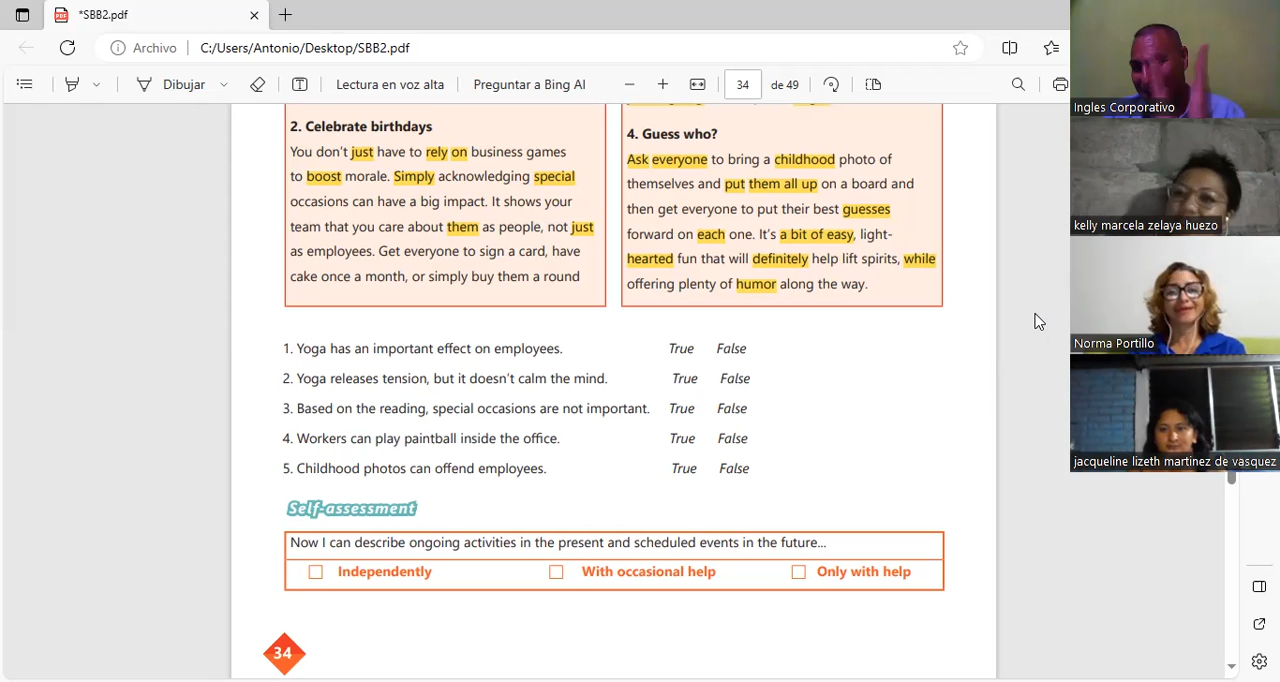 *SBB2.pdf
Archivo
C:/Users/Antonio/Desktop/SBB2.pdf
Dibujar
Lectura en voz alta
Preguntar a Bing AI
34
de 49
2. Celebrate birthdays
You don't just have to rely on business games
to boost morale. Simply acknowledging special
occasions can have a big impact. It shows your
team that you care about them as people, not just
as employees. Get everyone to sign a card, have
cake once a month, or simply buy them a round
4. Guess who?
Ask everyone to bring a childhood photo of
themselves and put them all up on a board and
then get everyone to put their best guesses
forward on each one. It's a bit of easy, light-
hearted fun that will definitely help lift spirits, while
offering plenty of humor along the way.
1. Yoga has an important effect on employees. True False
2. Yoga releases tension, but it doesn't calm the mind. True False
3. Based on the reading, special occasions are not important. True False
4. Workers can play paintball inside the office. True False
5. Childhood photos can offend employees. True False
Self-assessment
Now I can describe ongoing activities in the present and scheduled events in the future...
Independently With occasional help Only with help
34
Ingles Corporativo
kelly marcela zelaya huezo
Norma Portillo
jacqueline lizeth martinez de vasquez